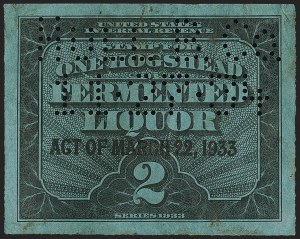 UNITED STATES
INTERNAL REVENUE
STAMP FOR
ONE HOGSHEAD
FERMENTED
LIQUOR
ACT OF MARCH 22, 1933
2
SERIES 1933